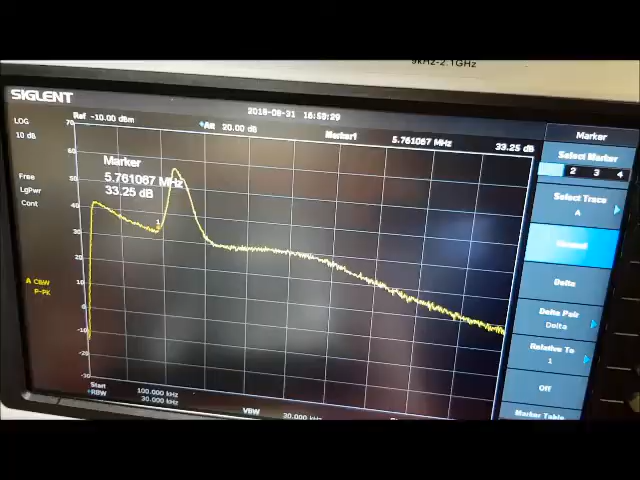 9kHz-2.1GHz
SIGLENT
2018-08-31 16:53:29
LOG
10 dB
Ref -10.00 dBm
Att 20.00 dB
Marker1
5.761067 MHz
33.25 dB
70
60
50
40
30
20
10
0
-10
-20
-30
Free
LgPwr
Cont
A CBW
P-PK
Marker
5.761067 MHz
33.25 dB
1
Start
100.000 kHz
RBW
30.000 kHz
VBW
30.000 kHz
Marker
Select Marker
2 3 4
Select Trace
A
Normal
Delta
Delta Pair
Delta
Relative To
1
Off
Marker Table